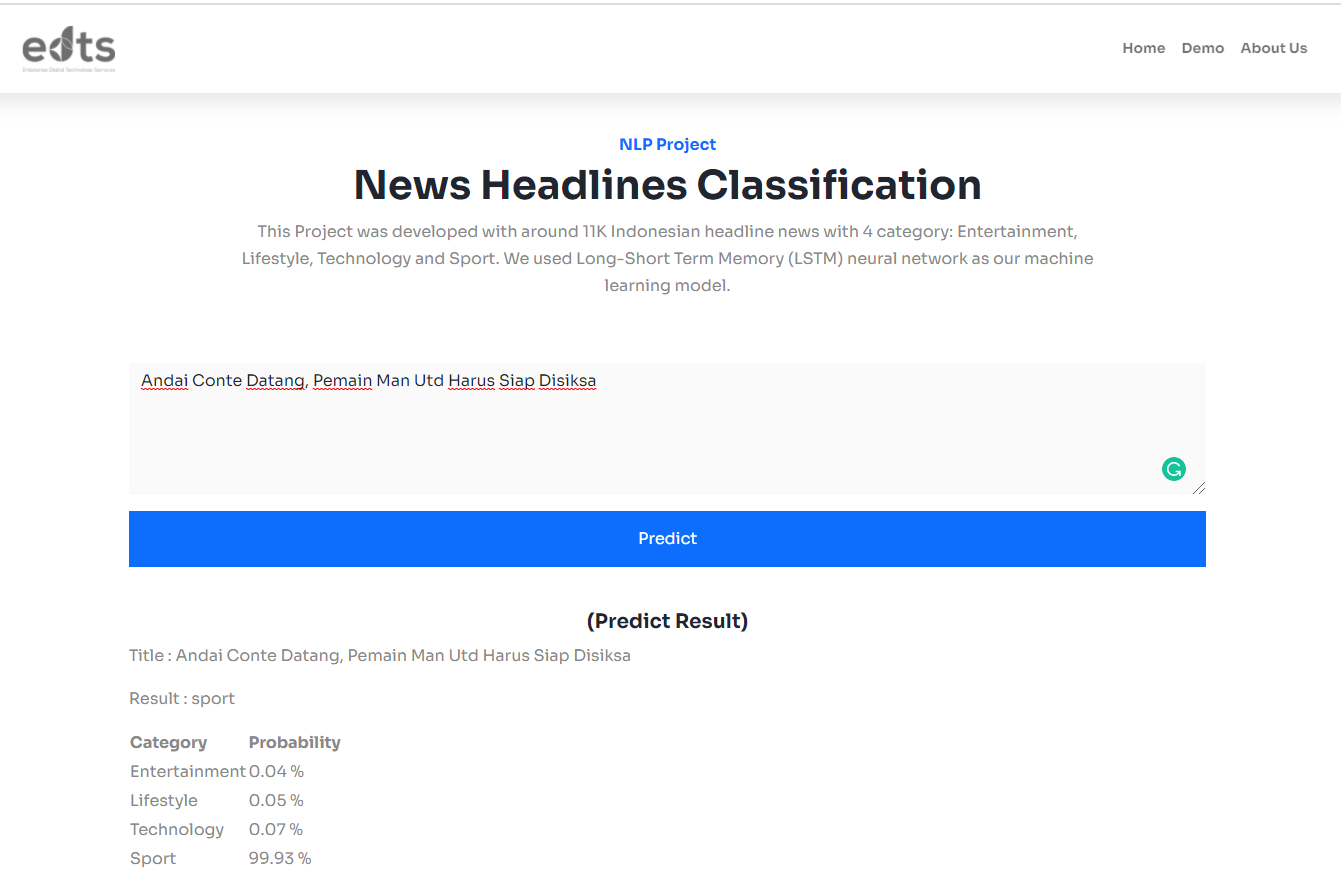 edts
Enterprise Digital Technology Services
Home Demo About Us
NLP Project
News Headlines Classification
This Project was developed with around 11K Indonesian headline news with 4 category: Entertainment,
Lifestyle, Technology and Sport. We used Long-Short Term Memory (LSTM) neural network as our machine
learning model.
Andai Conte Datang, Pemain Man Utd Harus Siap Disiksa
Predict
(Predict Result)
Title : Andai Conte Datang, Pemain Man Utd Harus Siap Disiksa
Result : sport
Category Probability
Entertainment 0.04 %
Lifestyle 0.05 %
Technology 0.07 %
Sport 99.93 %